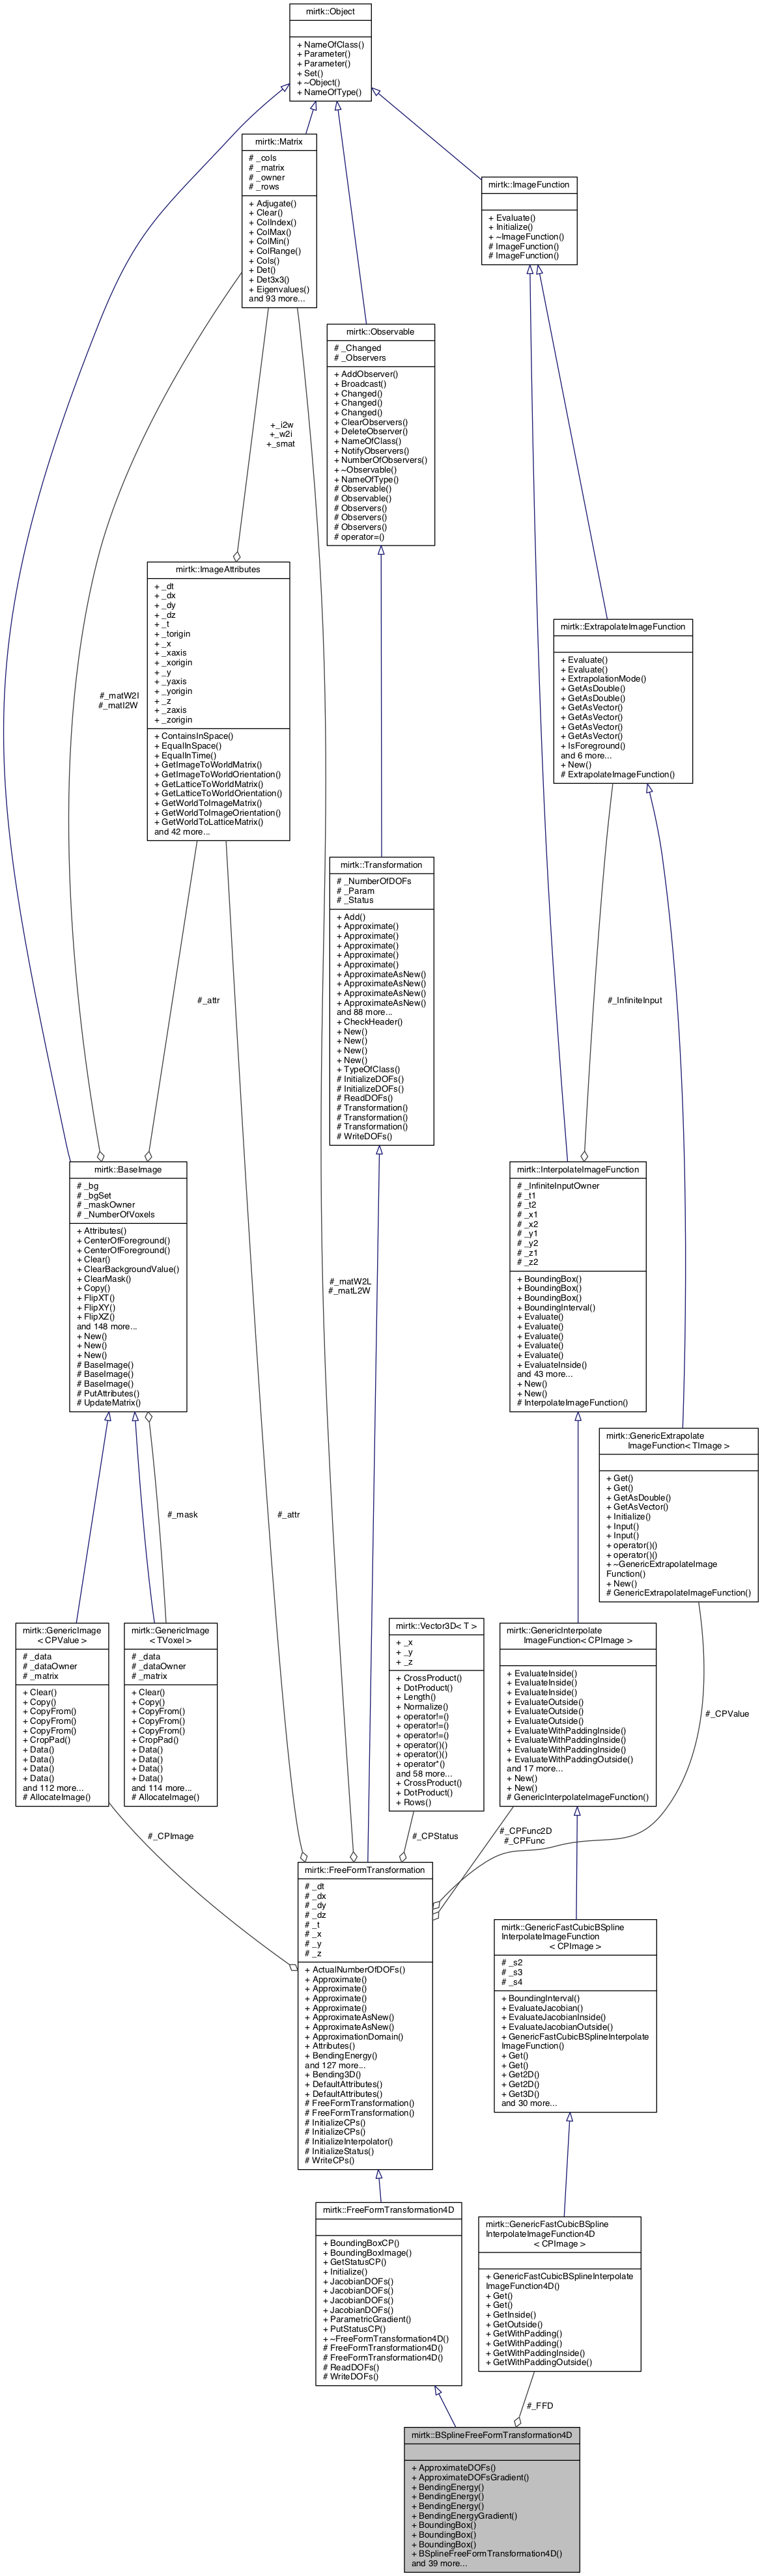 mirtk::Object
+ NameOfClass()
+ Parameter()
+ Parameter()
+ Set()
+ ~Object()
+ NameOfType()
mirtk::Matrix
# _cols
# _matrix
# _owner
# _rows
+ Adjugate()
+ Clear()
+ ColIndex()
+ ColMax()
+ ColMin()
+ ColRange()
+ Cols()
+ Det()
+ Det3x3()
+ Eigenvalues()
and 93 more...
mirtk::ImageFunction
+ Evaluate()
+ Initialize()
+ ~ImageFunction()
# ImageFunction()
# ImageFunction()
mirtk::Observable
# _Changed
# _Observers
+ AddObserver()
+ Broadcast()
+ Changed()
+ Changed()
+ Changed()
+ ClearObservers()
+ DeleteObserver()
+ NameOfClass()
+ NotifyObservers()
+ NumberOfObservers()
+ ~Observable()
+ NameOfType()
# Observable()
# Observable()
# Observers()
# Observers()
# Observers()
# operator=()
+_i2w
+_w2i
+_smat
mirtk::ImageAttributes
+ _dt
+ _dx
+ _dy
+ _dz
+ _t
+ _torigin
+ _x
+ _xaxis
+ _xorigin
+ _y
+ _yaxis
+ _yorigin
+ _z
+ _zaxis
+ _zorigin
+ ContainsInSpace()
+ EqualInSpace()
+ EqualInTime()
+ GetImageToWorldMatrix()
+ GetImageToWorldOrientation()
+ GetLatticeToWorldMatrix()
+ GetLatticeToWorldOrientation()
+ GetWorldToImageMatrix()
+ GetWorldToImageOrientation()
+ GetWorldToLatticeMatrix()
and 42 more...
#_matW2I
#_matI2W
mirtk::ExtrapolateImageFunction
+ Evaluate()
+ Evaluate()
+ ExtrapolationMode()
+ GetAsDouble()
+ GetAsDouble()
+ GetAsVector()
+ GetAsVector()
+ GetAsVector()
+ GetAsVector()
+ IsForeground()
and 6 more...
+ New()
# ExtrapolateImageFunction()
mirtk::Transformation
# _NumberOfDOFs
# _Param
# _Status
+ Add()
+ Approximate()
+ Approximate()
+ Approximate()
+ Approximate()
+ Approximate()
+ ApproximateAsNew()
+ ApproximateAsNew()
+ ApproximateAsNew()
+ ApproximateAsNew()
and 88 more...
+ CheckHeader()
+ New()
+ New()
+ New()
+ New()
+ TypeOfClass()
# InitializeDOFs()
# InitializeDOFs()
# ReadDOFs()
# Transformation()
# Transformation()
# Transformation()
# WriteDOFs()
#_attr
#_InfiniteInput
mirtk::BaseImage
# _bg
# _bgSet
# _maskOwner
# _NumberOfVoxels
+ Attributes()
+ CenterOfForeground()
+ CenterOfForeground()
+ Clear()
+ ClearBackgroundValue()
+ ClearMask()
+ Copy()
+ FlipXT()
+ FlipXY()
+ FlipXZ()
and 148 more...
+ New()
+ New()
+ New()
# BaseImage()
# BaseImage()
# BaseImage()
# PutAttributes()
# UpdateMatrix()
#_matW2L
#_matL2W
mirtk::InterpolateImageFunction
# _InfiniteInputOwner
# _t1
# _t2
# _x1
# _x2
# _y1
# _y2
# _z1
# _z2
+ BoundingBox()
+ BoundingBox()
+ BoundingBox()
+ BoundingInterval()
+ Evaluate()
+ Evaluate()
+ Evaluate()
+ Evaluate()
+ Evaluate()
+ EvaluateInside()
and 43 more...
+ New()
+ New()
# InterpolateImageFunction()
mirtk::GenericExtrapolate
ImageFunction< TImage >
+ Get()
+ Get()
+ GetAsDouble()
+ GetAsVector()
+ Initialize()
+ Input()
+ Input()
+ operator()()
+ operator()()
+ ~GenericExtrapolateImage
Function()
+ New()
# GenericExtrapolateImageFunction()
#_mask
#_attr
mirtk::GenericImage
< CPValue >
# _data
# _dataOwner
# _matrix
+ Clear()
+ Copy()
+ CopyFrom()
+ CopyFrom()
+ CopyFrom()
+ CropPad()
+ Data()
+ Data()
+ Data()
+ Data()
and 112 more...
# AllocateImage()
mirtk::GenericImage
< TVoxel >
# _data
# _dataOwner
# _matrix
+ Clear()
+ Copy()
+ CopyFrom()
+ CopyFrom()
+ CopyFrom()
+ CropPad()
+ Data()
+ Data()
+ Data()
+ Data()
and 114 more...
# AllocateImage()
mirtk::Vector3D< T >
+ _x
+ _y
+ _z
+ CrossProduct()
+ DotProduct()
+ Length()
+ Normalize()
+ operator!=()
+ operator!=()
+ operator!=()
+ operator()()
+ operator()()
+ operator*()
and 58 more...
+ CrossProduct()
+ DotProduct()
+ Rows()
mirtk::GenericInterpolate
ImageFunction< CPImage >
+ EvaluateInside()
+ EvaluateInside()
+ EvaluateInside()
+ EvaluateOutside()
+ EvaluateOutside()
+ EvaluateOutside()
+ EvaluateWithPaddingInside()
+ EvaluateWithPaddingInside()
+ EvaluateWithPaddingInside()
+ EvaluateWithPaddingOutside()
and 17 more...
+ New()
+ New()
# GenericInterpolateImageFunction()
#_CPValue
#_CPImage
#_CPStatus
#_CPFunc2D
#_CPFunc
mirtk::FreeFormTransformation
# _dt
# _dx
# _dy
# _dz
# _t
# _x
# _y
# _z
+ ActualNumberOfDOFs()
+ Approximate()
+ Approximate()
+ Approximate()
+ Approximate()
+ ApproximateAsNew()
+ ApproximateAsNew()
+ ApproximationDomain()
+ Attributes()
+ BendingEnergy()
and 127 more...
+ Bending3D()
+ DefaultAttributes()
+ DefaultAttributes()
# FreeFormTransformation()
# FreeFormTransformation()
# InitializeCPs()
# InitializeCPs()
# InitializeInterpolator()
# InitializeStatus()
# WriteCPs()
mirtk::GenericFastCubicBSpline
InterpolateImageFunction
< CPImage >
# _s2
# _s3
# _s4
+ BoundingInterval()
+ EvaluateJacobian()
+ EvaluateJacobianInside()
+ EvaluateJacobianOutside()
+ GenericFastCubicBSplineInterpolate
ImageFunction()
+ Get()
+ Get()
+ Get2D()
+ Get2D()
+ Get3D()
and 30 more...
mirtk::FreeFormTransformation4D
+ BoundingBoxCP()
+ BoundingBoxImage()
+ GetStatusCP()
+ Initialize()
+ JacobianDOFs()
+ JacobianDOFs()
+ JacobianDOFs()
+ JacobianDOFs()
+ ParametricGradient()
+ PutStatusCP()
+ ~FreeFormTransformation4D()
# FreeFormTransformation4D()
# FreeFormTransformation4D()
# ReadDOFs()
# WriteDOFs()
mirtk::GenericFastCubicBSpline
InterpolateImageFunction4D
< CPImage >
+ GenericFastCubicBSplineInterpolate
ImageFunction4D()
+ Get()
+ Get()
+ GetInside()
+ GetOutside()
+ GetWithPadding()
+ GetWithPadding()
+ GetWithPaddingInside()
+ GetWithPaddingOutside()
#_FFD
mirtk::BSplineFreeFormTransformation4D
+ ApproximateDOFs()
+ ApproximateDOFsGradient()
+ BendingEnergy()
+ BendingEnergy()
+ BendingEnergy()
+ BendingEnergyGradient()
+ BoundingBox()
+ BoundingBox()
+ BoundingBox()
+ BSplineFreeFormTransformation4D()
and 39 more...